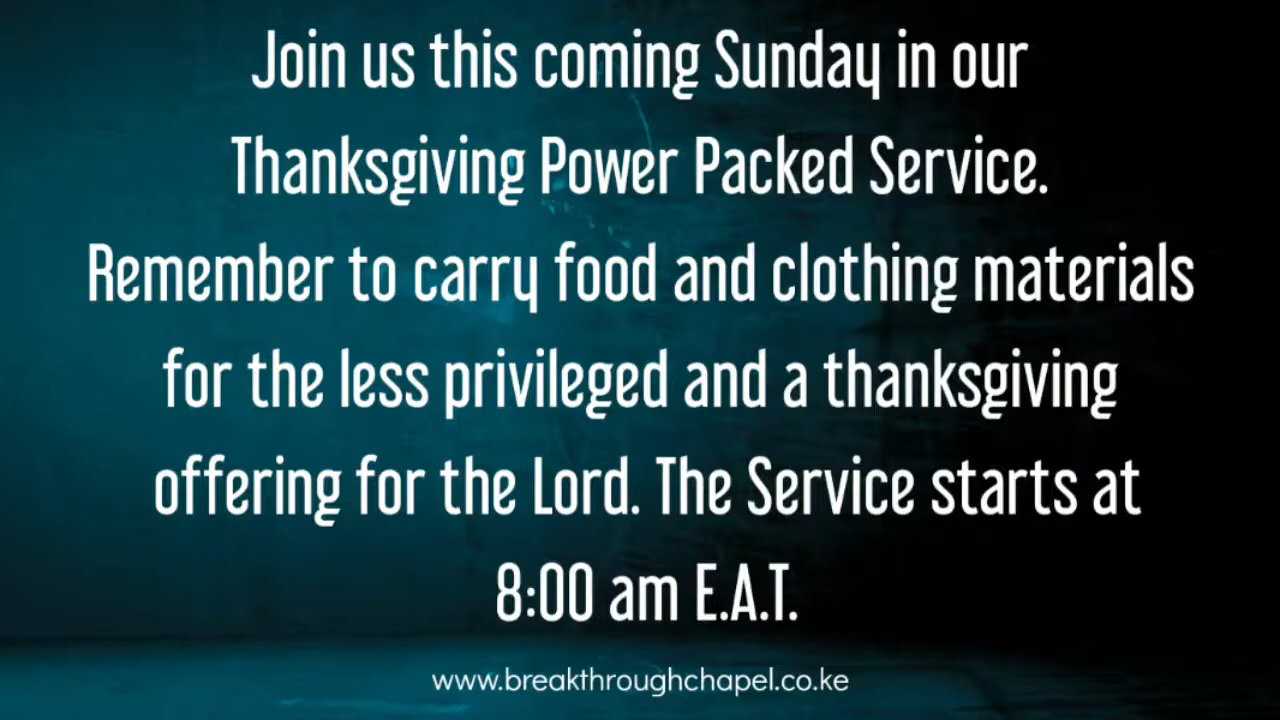 Join us this coming Sunday in our
Thanksgiving Power Packed Service.
Remember to carry food and clothing materials
for the less privileged and a thanksgiving
offering for the Lord. The Service starts at
8:00 am E.A.T.
www.breakthroughchapel.co.ke